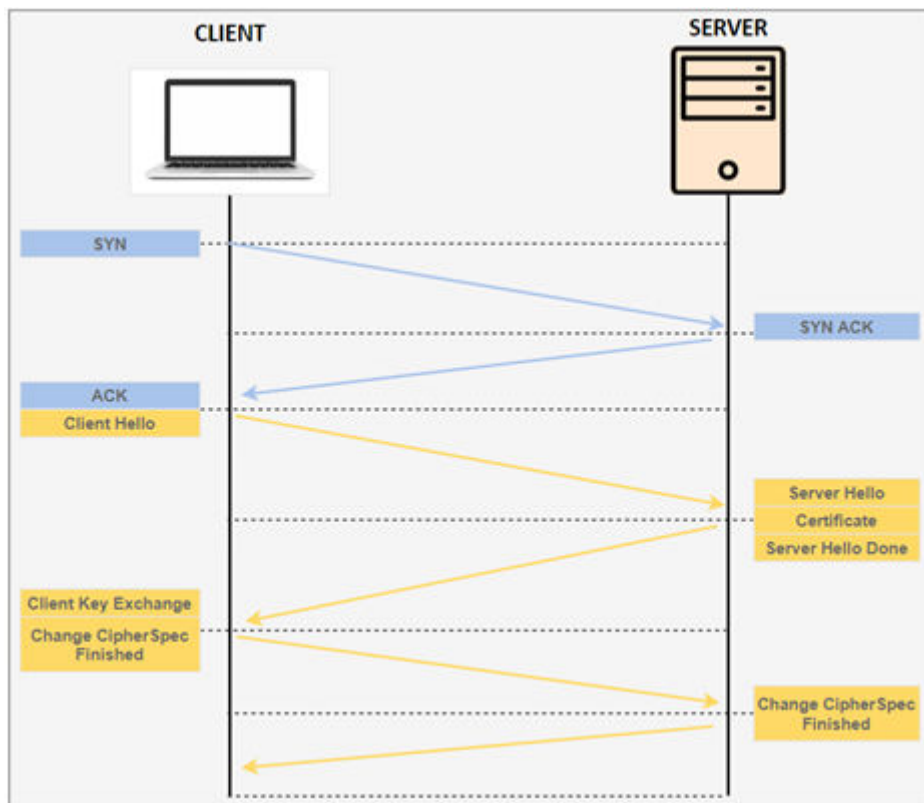 CLIENT
SERVER
SYN
SYN ACK
ACK
Client Hello
Server Hello
Certificate
Server Hello Done
Client Key Exchange
Change CipherSpec
Finished
Change CipherSpec
Finished